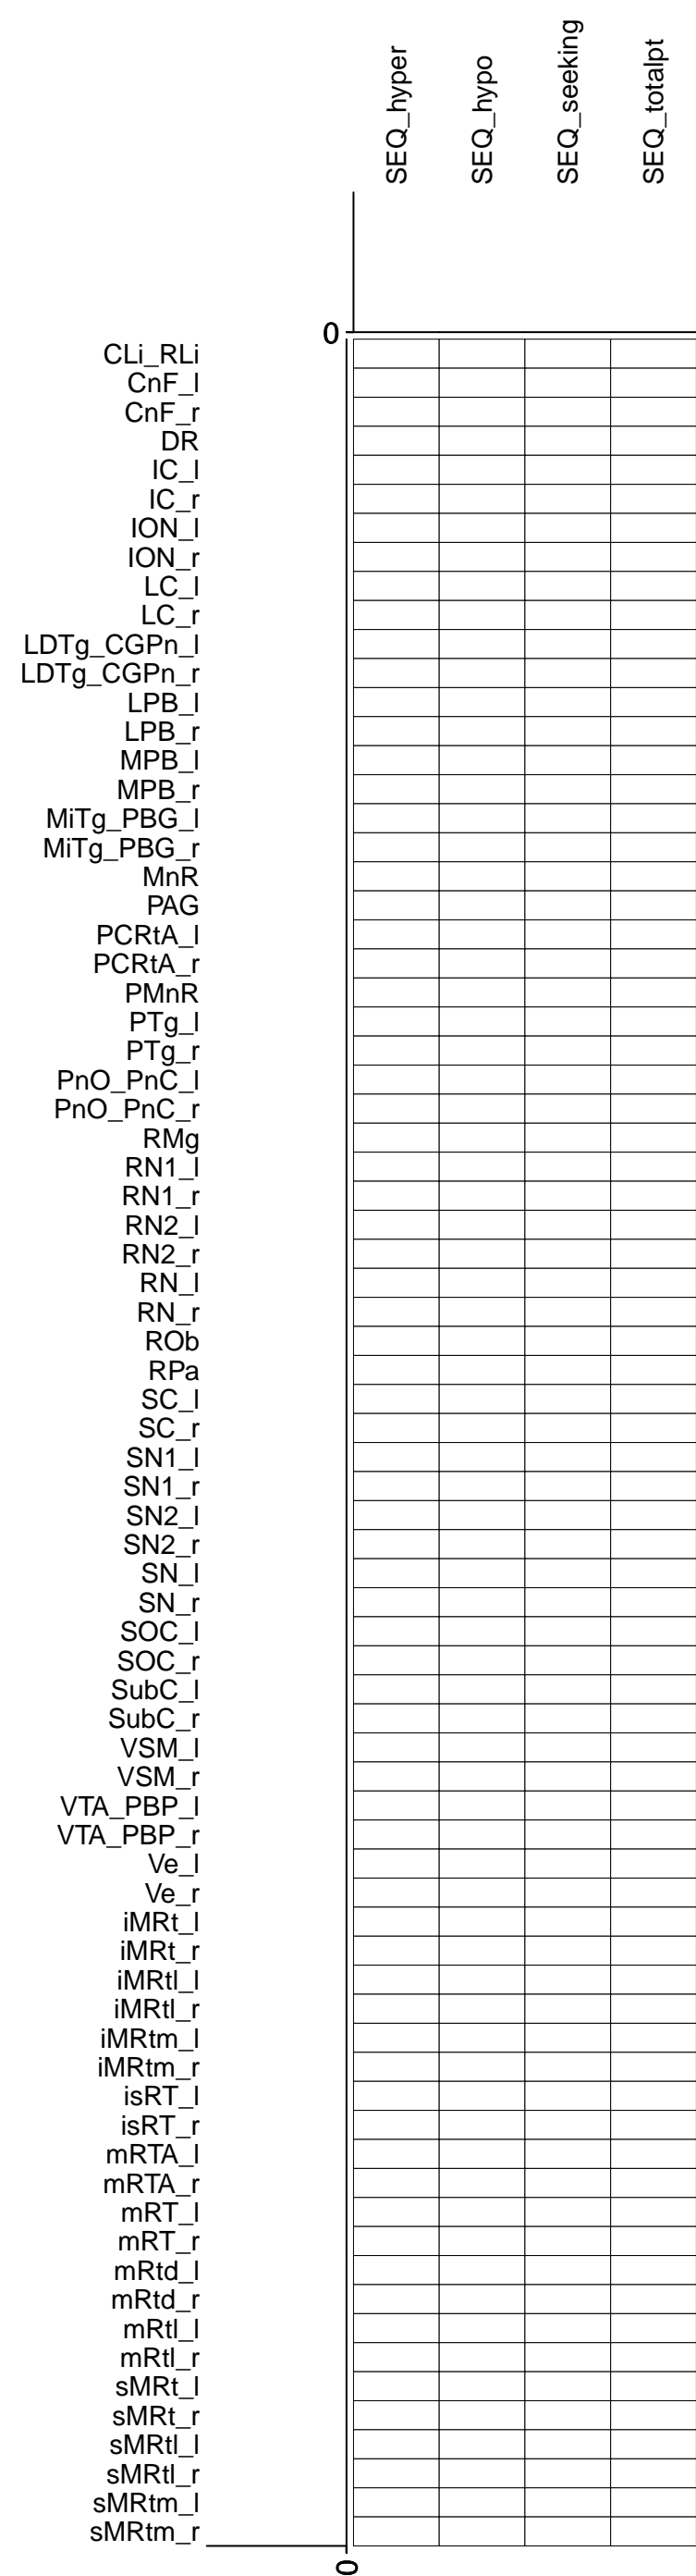 SEQ_hyper
SEQ_hypo
SEQ_seeking
SEQ_totalpt
0
CLi_RLi
CnF_l
CnF_r
DR
IC_l
IC_r
ION_l
ION_r
LC_l
LC_r
LDTg_CGPn_l
LDTg_CGPn_r
LPB_l
LPB_r
MPB_l
MPB_r
MiTg_PBG_l
MiTg_PBG_r
MnR
PAG
PCRtA_l
PCRtA_r
PMnR
PTg_l
PTg_r
PnO_PnC_l
PnO_PnC_r
RMg
RN1_l
RN1_r
RN2_l
RN2_r
RN_l
RN_r
ROb
RPa
SC_l
SC_r
SN1_l
SN1_r
SN2_l
SN2_r
SN_l
SN_r
SOC_l
SOC_r
SubC_l
SubC_r
VSM_l
VSM_r
VTA_PBP_l
VTA_PBP_r
Ve_l
Ve_r
iMRt_l
iMRt_r
iMRtl_l
iMRtl_r
iMRtm_l
iMRtm_r
isRT_l
isRT_r
mRTA_l
mRTA_r
mRT_l
mRT_r
mRtd_l
mRtd_r
mRtl_l
mRtl_r
sMRt_l
sMRt_r
sMRtl_l
sMRtl_r
sMRtm_l
sMRtm_r
0